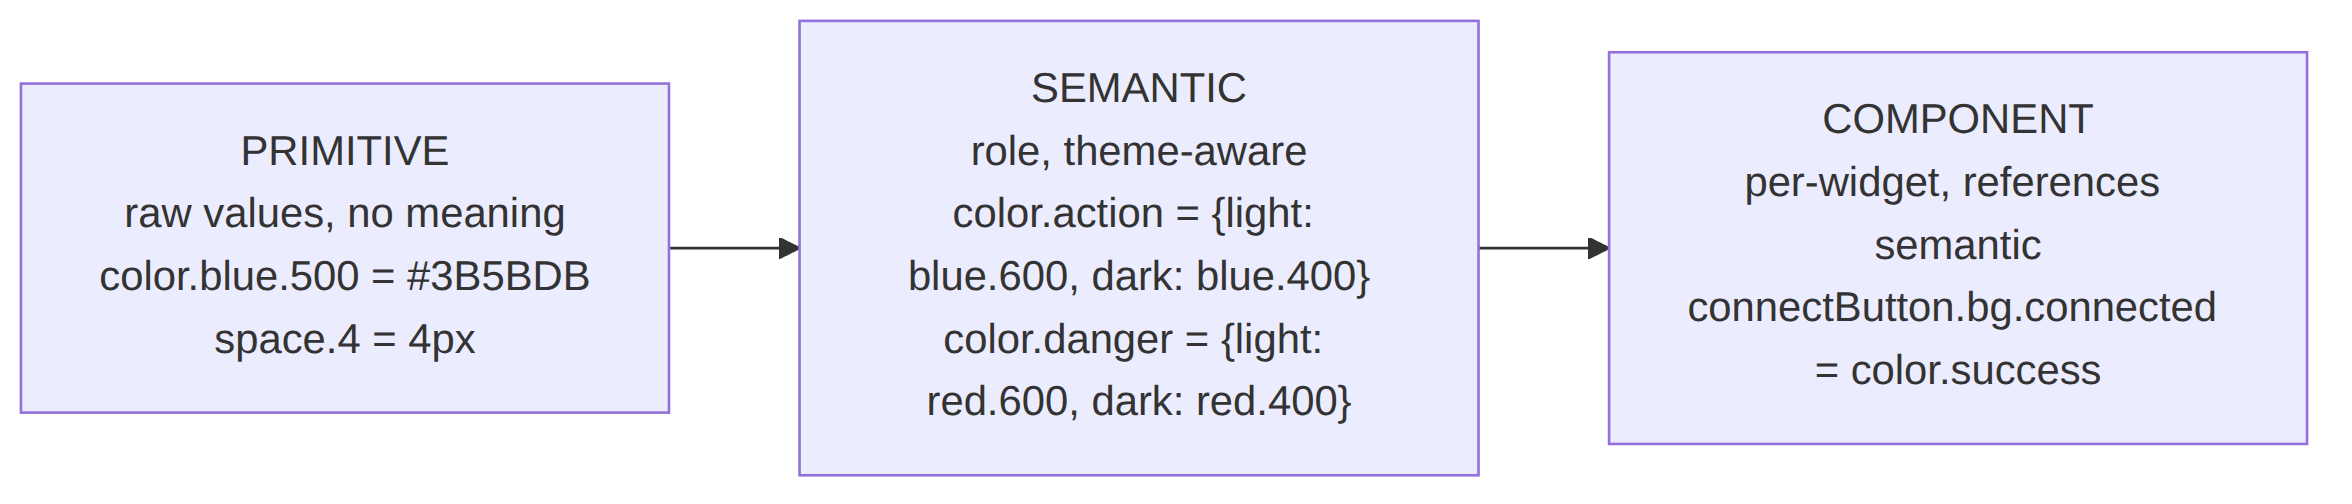 PRIMITIVE
raw values, no meaning
color.blue.500 = #3B5BDB
space.4 = 4px
SEMANTIC
role, theme-aware
color.action = {light:
blue.600, dark: blue.400}
color.danger = {light:
red.600, dark: red.400}
COMPONENT
per-widget, references
semantic
connectButton.bg.connected
= color.success